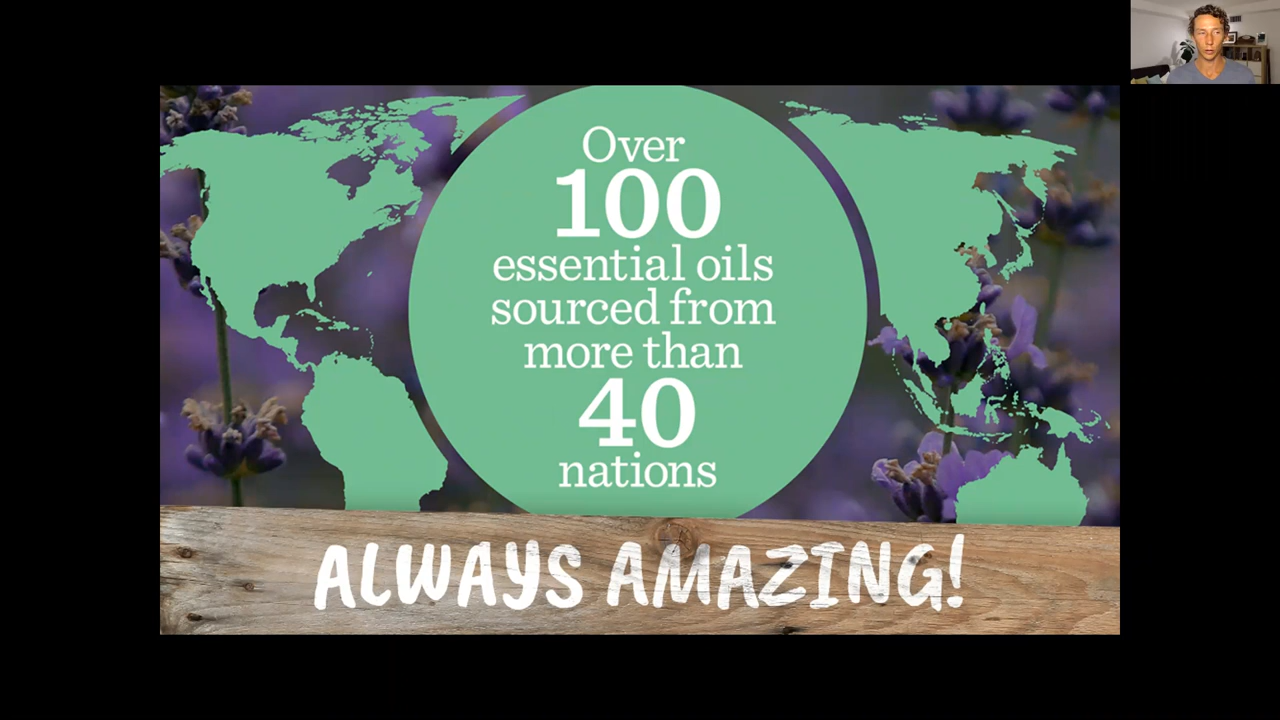 Over
100
essential oils
sourced from
more than
40
nations
ALWAYS AMAZING!